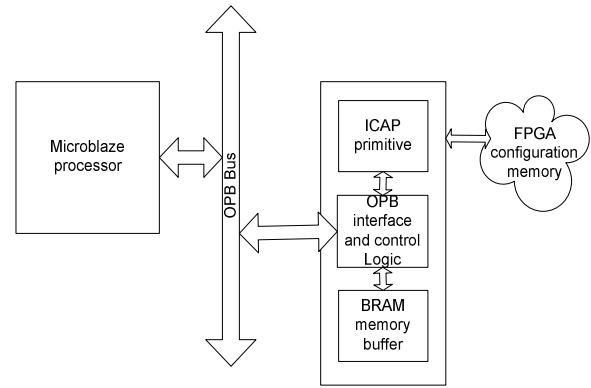 Microblaze
processor
OPB Bus
ICAP
primitive
OPB
interface
and control
Logic
BRAM
memory
buffer
FPGA
configuration
memory